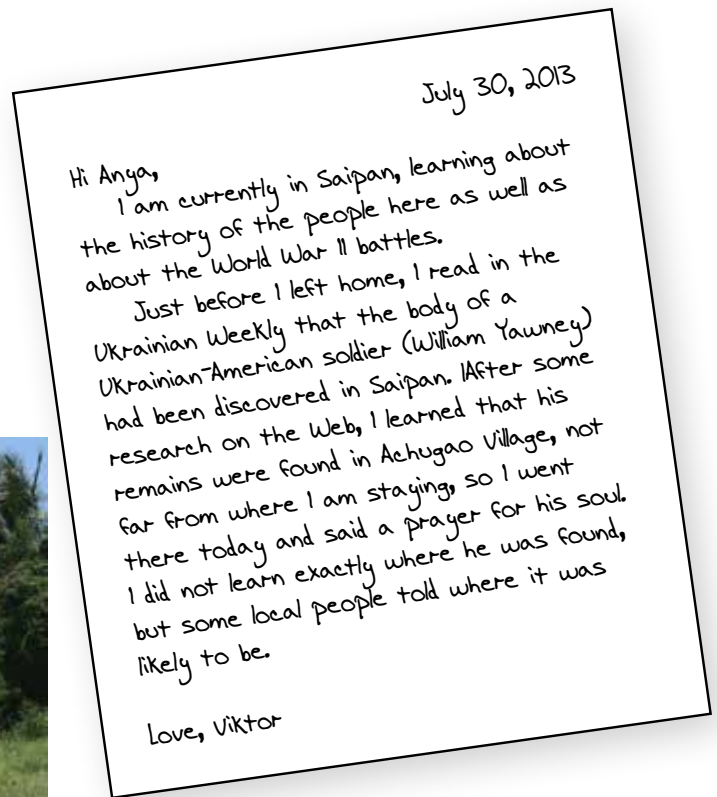 July 30, 2013
Hi Anya,
I am currently in Saipan, learning about
the history of the people here as well as
about the World War II battles.
Just before I left home, I read in the
Ukrainian Weekly that the body of a
Ukrainian-American soldier (William Yawney)
had been discovered in Saipan. IAfter some
research on the Web, I learned that his
remains were found in Achugao Village, not
far from where I am staying, so I went
there today and said a prayer for his soul.
I did not learn exactly where he was found,
but some local people told where it was
likely to be.
Love, Viktor